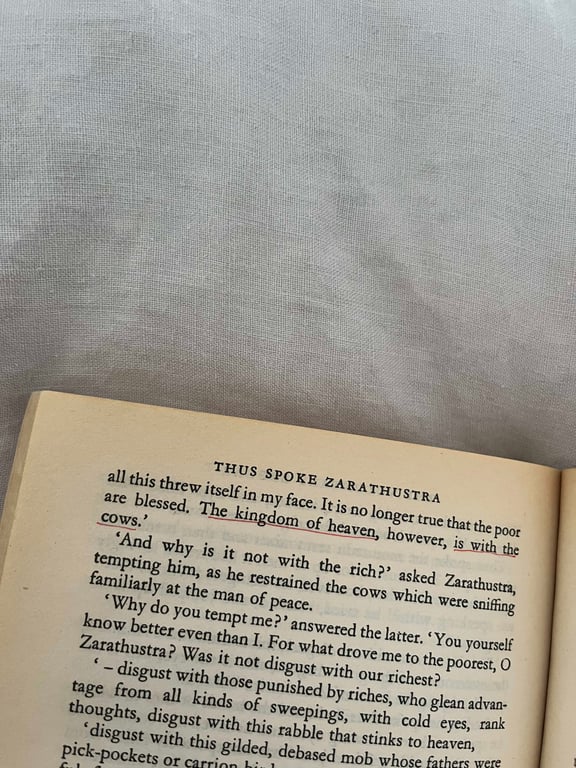 THUS SPOKE ZARATHUSTRA
all this threw itself in my face. It is no longer true that the poor
are blessed. The kingdom of heaven, however, is with the
cows.’
‘And why is it not with the rich?’ asked Zarathustra,
tempting him, as he restrained the cows which were sniffing
familiarly at the man of peace.
‘Why do you tempt me?’ answered the latter. ‘You yourself
know better even than I. For what drove me to the poorest, O
Zarathustra? Was it not disgust with our richest?
‘ – disgust with those punished by riches, who glean advan-
tage from all kinds of sweepings, with cold eyes, rank
thoughts, disgust with this rabble that stinks to heaven,
‘disgust with this gilded, debased mob whose fathers were
pick-pockets or carrion